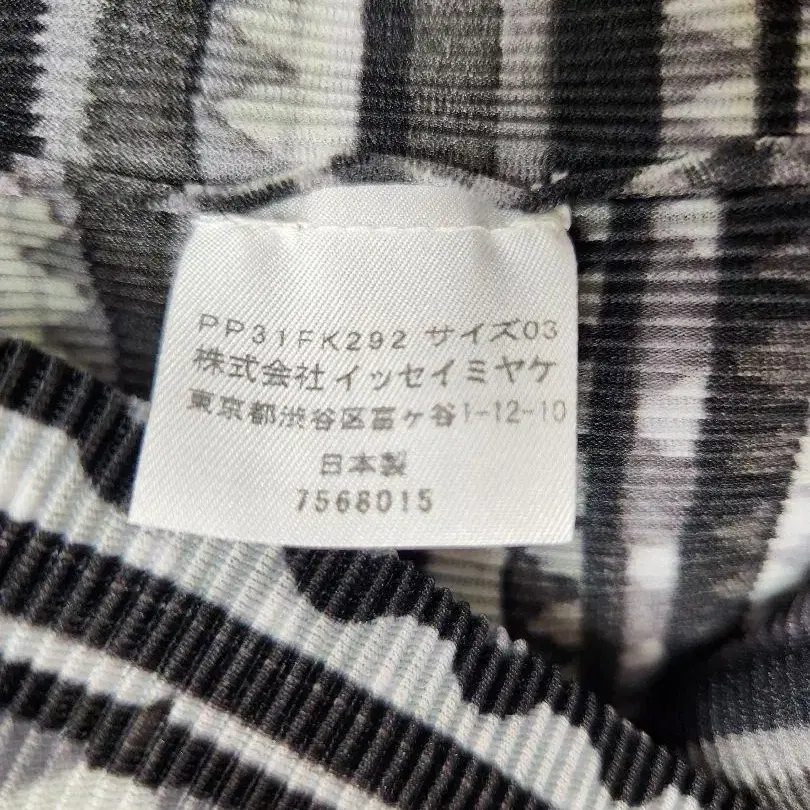 PP31FK292 サイズ03
株式会社 イッセイミヤケ
東京都渋谷区富ヶ谷1-12-10
日本製
7568015